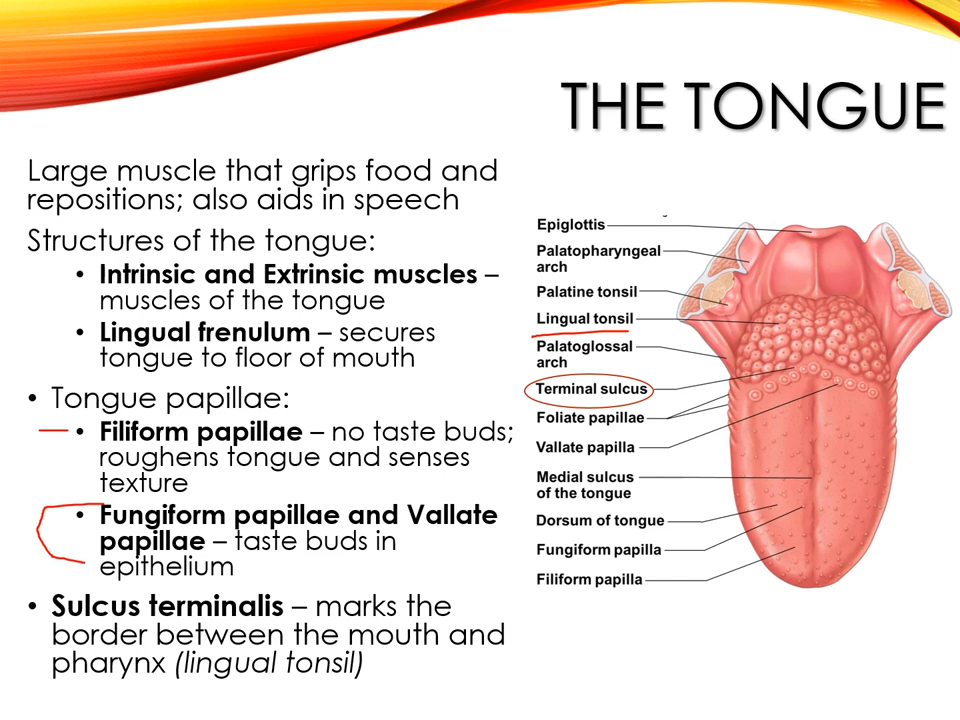 THE TONGUE
Large muscle that grips food and
repositions; also aids in speech
Structures of the tongue:
• Intrinsic and Extrinsic muscles –
muscles of the tongue
• Lingual frenulum – secures
tongue to floor of mouth
• Tongue papillae:
• Filiform papillae – no taste buds;
roughens tongue and senses
texture
• Fungiform papillae and Vallate
papillae – taste buds in
epithelium
• Sulcus terminalis – marks the
border between the mouth and
pharynx (lingual tonsil)
Epiglottis
Palatopharyngeal
arch
Palatine tonsil
Lingual tonsil
Palatoglossal
arch
Terminal sulcus
Foliate papillae
Vallate papilla
Medial sulcus
of the tongue
Dorsum of tongue
Fungiform papilla
Filiform papilla